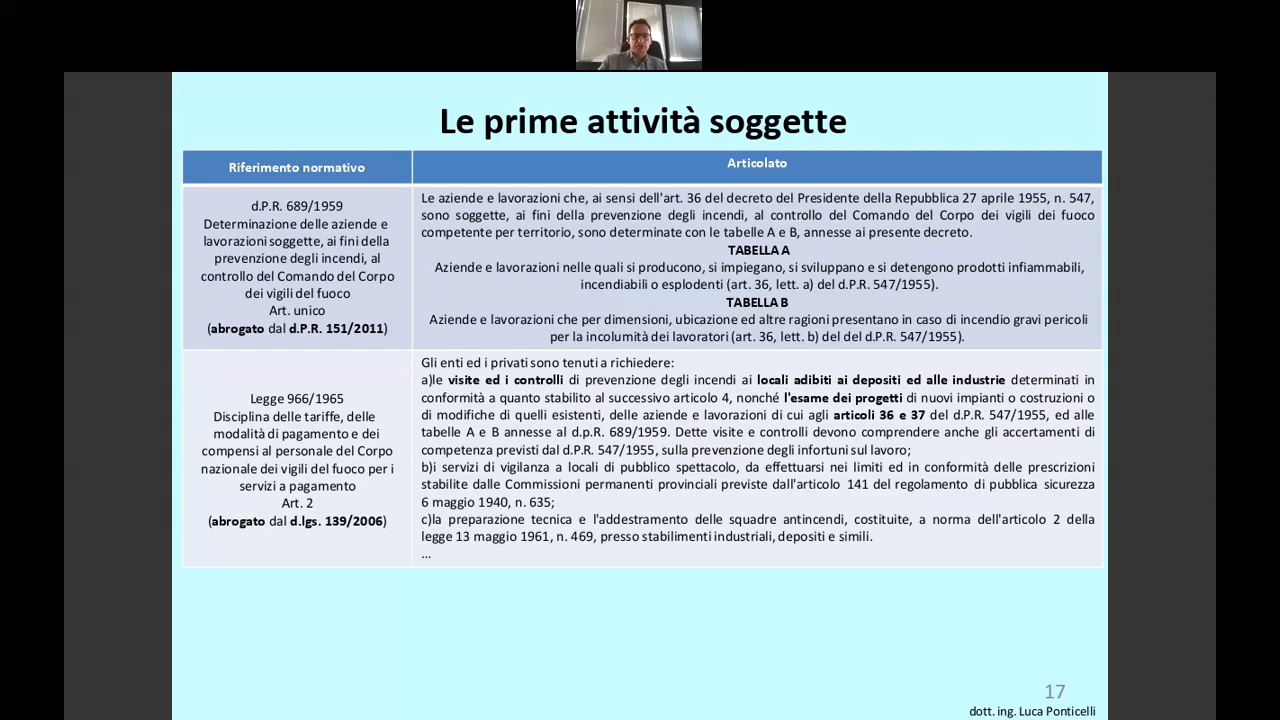 Le prime attività soggette
Riferimento normativo
Articolato
d.P.R. 689/1959
Determinazione delle aziende e
lavorazioni soggette, ai fini della
prevenzione degli incendi, al
controllo del Comando del Corpo
dei vigili del fuoco
Art. unico
(abrogato dal d.P.R. 151/2011)
Le aziende e lavorazioni che, ai sensi dell'art. 36 del decreto del Presidente della Repubblica 27 aprile 1955, n. 547,
sono soggette, ai fini della prevenzione degli incendi, al controllo del Comando del Corpo dei vigili dei fuoco
competente per territorio, sono determinate con le tabelle A e B, annesse ai presente decreto.
TABELLA A
Aziende e lavorazioni nelle quali si producono, si impiegano, si sviluppano e si detengono prodotti infiammabili,
incendiabili o esplodenti (art. 36, lett. a) del d.P.R. 547/1955).
TABELLA B
Aziende e lavorazioni che per dimensioni, ubicazione ed altre ragioni presentano in caso di incendio gravi pericoli
per la incolumità dei lavoratori (art. 36, lett. b) del del d.P.R. 547/1955).
Legge 966/1965
Disciplina delle tariffe, delle
modalità di pagamento e dei
compensi al personale del Corpo
nazionale dei vigili del fuoco per i
servizi a pagamento
Art. 2
(abrogato dal d.lgs. 139/2006)
Gli enti ed i privati sono tenuti a richiedere:
a)le visite ed i controlli di prevenzione degli incendi ai locali adibiti ai depositi ed alle industrie determinati in
conformità a quanto stabilito al successivo articolo 4, nonché l'esame dei progetti di nuovi impianti o costruzioni o
di modifiche di quelli esistenti, delle aziende e lavorazioni di cui agli articoli 36 e 37 del d.P.R. 547/1955, ed alle
tabelle A e B annesse al d.p.R. 689/1959. Dette visite e controlli devono comprendere anche gli accertamenti di
competenza previsti dal d.P.R. 547/1955, sulla prevenzione degli infortuni sul lavoro;
b)i servizi di vigilanza a locali di pubblico spettacolo, da effettuarsi nei limiti ed in conformità delle prescrizioni
stabilite dalle Commissioni permanenti provinciali previste dall'articolo 141 del regolamento di pubblica sicurezza
6 maggio 1940, n. 635;
c)la preparazione tecnica e l'addestramento delle squadre antincendi, costituite, a norma dell'articolo 2 della
legge 13 maggio 1961, n. 469, presso stabilimenti industriali, depositi e simili.
...
17
dott. ing. Luca Ponticelli